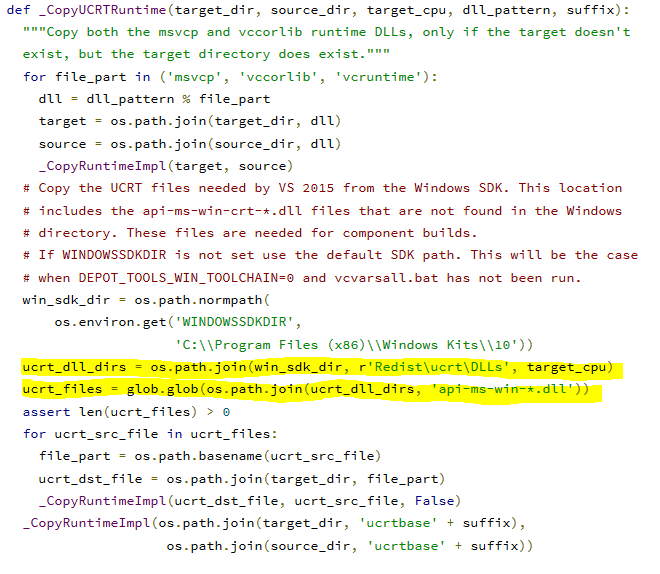 def _CopyUCRTRuntime(target_dir, source_dir, target_cpu, dll_pattern, suffix):
  """Copy both the msvcp and vccorlib runtime DLLs, only if the target doesn't
  exist, but the target directory does exist."""
  for file_part in ('msvcp', 'vccorlib', 'vcruntime'):
    dll = dll_pattern % file_part
    target = os.path.join(target_dir, dll)
    source = os.path.join(source_dir, dll)
    _CopyRuntimeImpl(target, source)
  # Copy the UCRT files needed by VS 2015 from the Windows SDK. This location
  # includes the api-ms-win-crt-*.dll files that are not found in the Windows
  # directory. These files are needed for component builds.
  # If WINDOWSSDKDIR is not set use the default SDK path. This will be the case
  # when DEPOT_TOOLS_WIN_TOOLCHAIN=0 and vcvarsall.bat has not been run.
  win_sdk_dir = os.path.normpath(
      os.environ.get('WINDOWSSDKDIR',
                     'C:\\Program Files (x86)\\Windows Kits\\10'))
  ucrt_dll_dirs = os.path.join(win_sdk_dir, r'Redist\ucrt\DLLs', target_cpu)
  ucrt_files = glob.glob(os.path.join(ucrt_dll_dirs, 'api-ms-win-*.dll'))
  assert len(ucrt_files) > 0
  for ucrt_src_file in ucrt_files:
    file_part = os.path.basename(ucrt_src_file)
    ucrt_dst_file = os.path.join(target_dir, file_part)
    _CopyRuntimeImpl(ucrt_dst_file, ucrt_src_file, False)
  _CopyRuntimeImpl(os.path.join(target_dir, 'ucrtbase' + suffix),
                    os.path.join(source_dir, 'ucrtbase' + suffix))